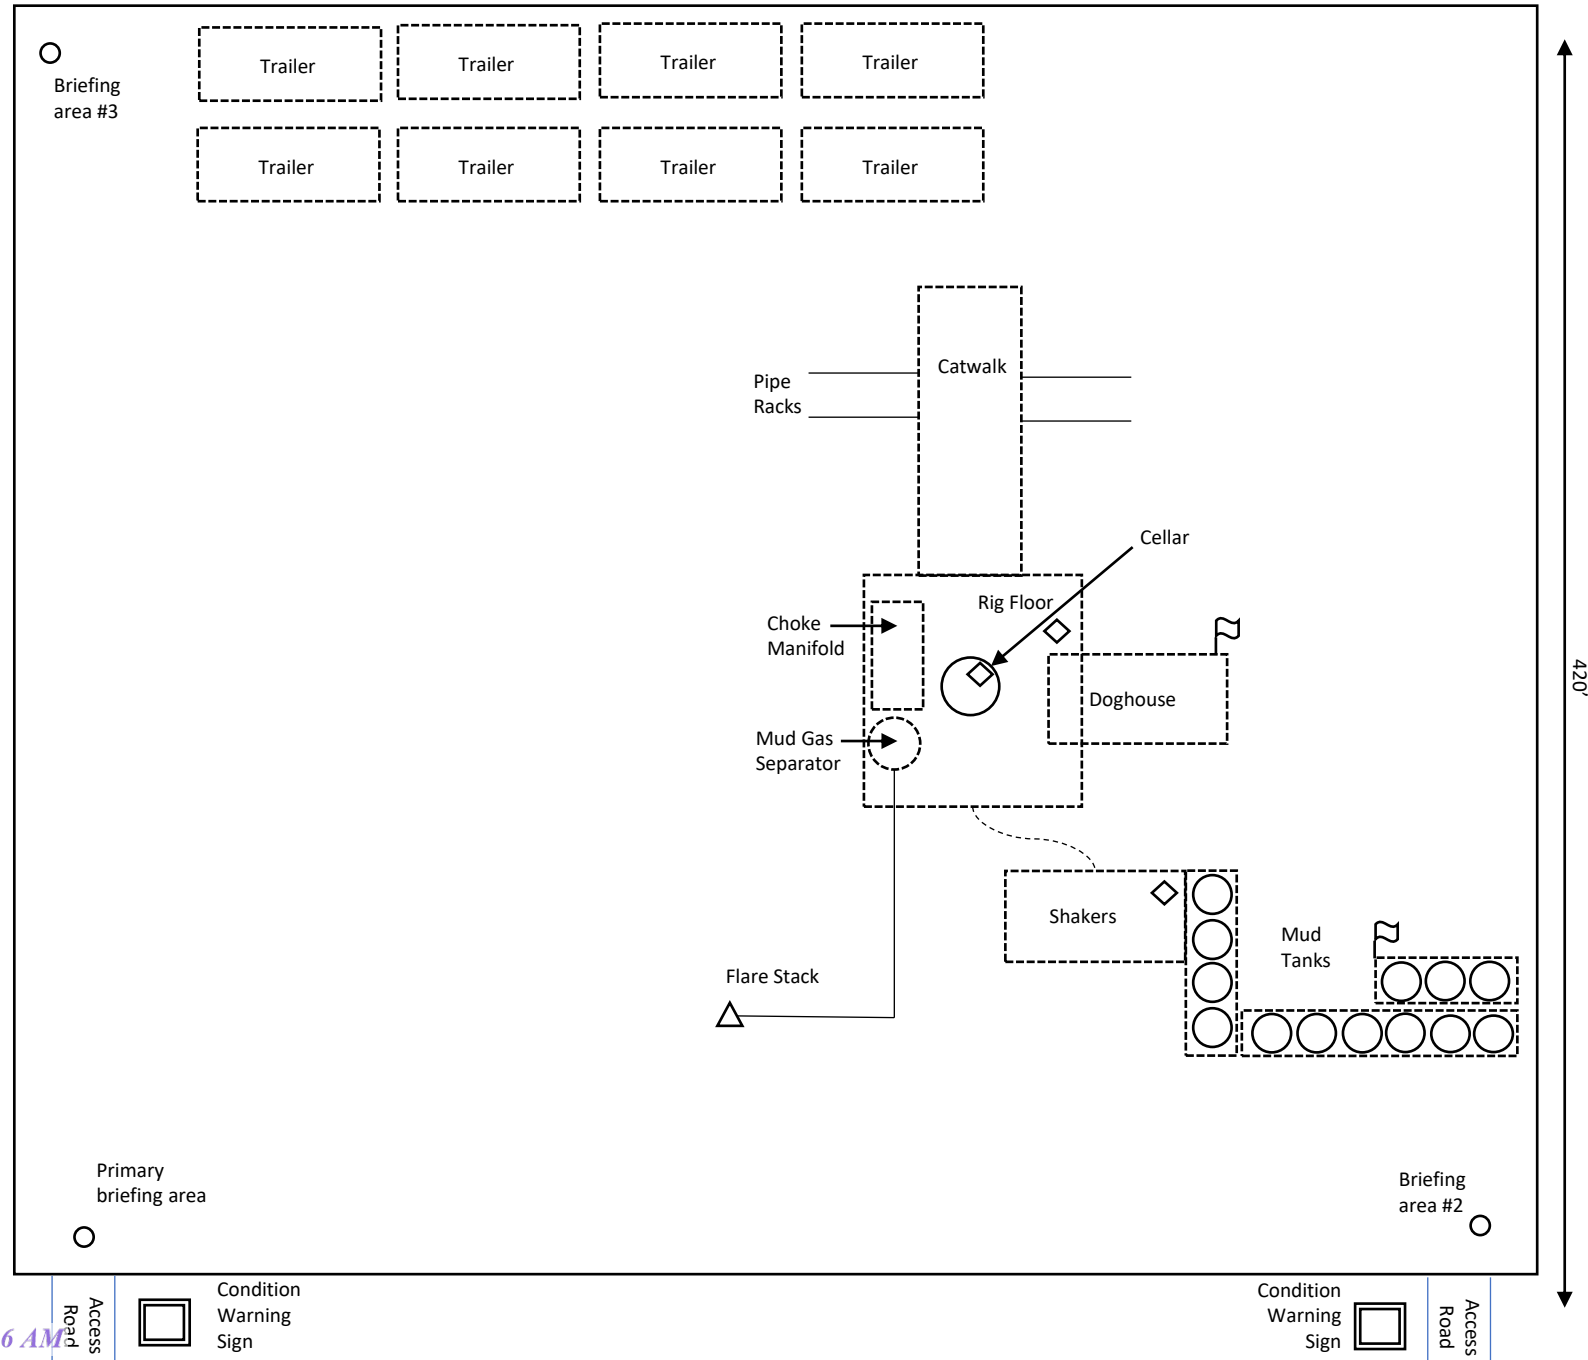 Trailer
Trailer
Trailer
Trailer
Briefing
area #3
Trailer
Trailer
Trailer
Trailer
Catwalk
Pipe
Racks
Cellar
Rig Floor
Choke
Manifold
420'
Doghouse
Mud Gas
Separator
Shakers
Mud
Tanks
Flare Stack
Primary
briefing area
Briefing
area #2
Access
Road
Condition
Warning
Sign
Condition
Warning
Sign
Access
Road
6 AM